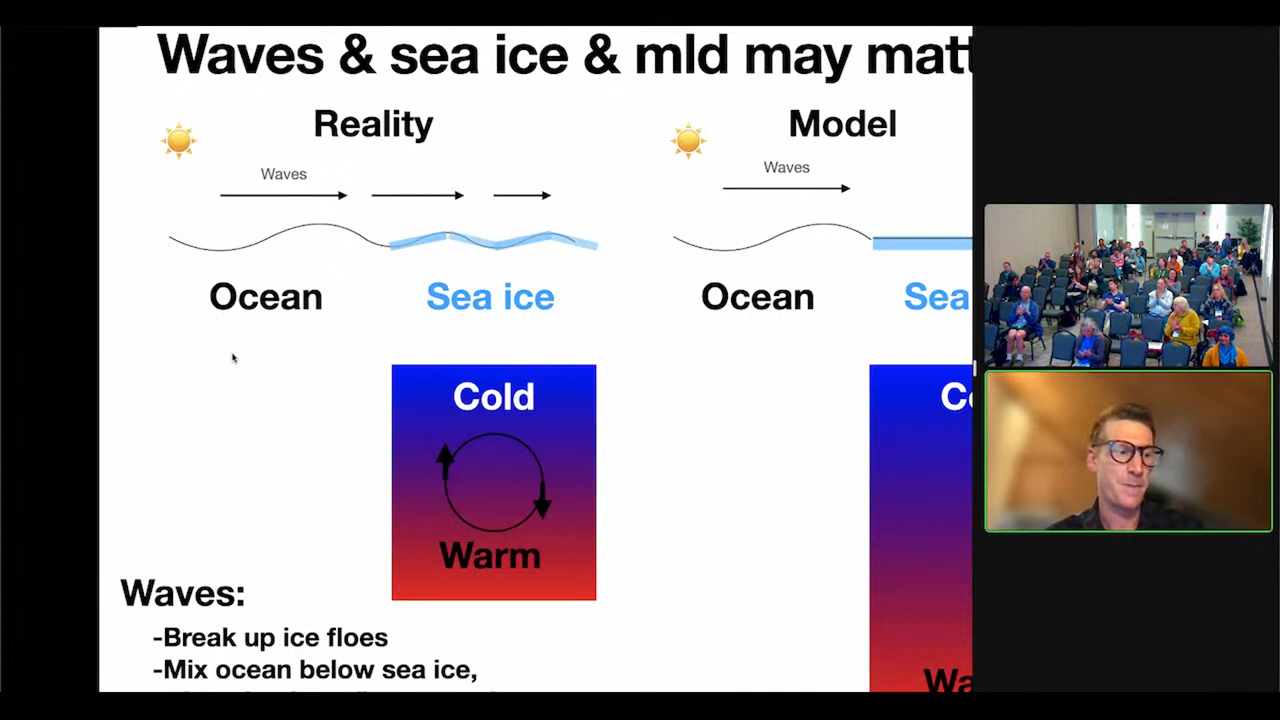 Waves & sea ice & mld may matt
Reality
Model
Waves
Waves
Ocean
Sea ice
Ocean
Sea
Cold
Warm
Waves:
-Break up ice floes
-Mix ocean below sea ice,